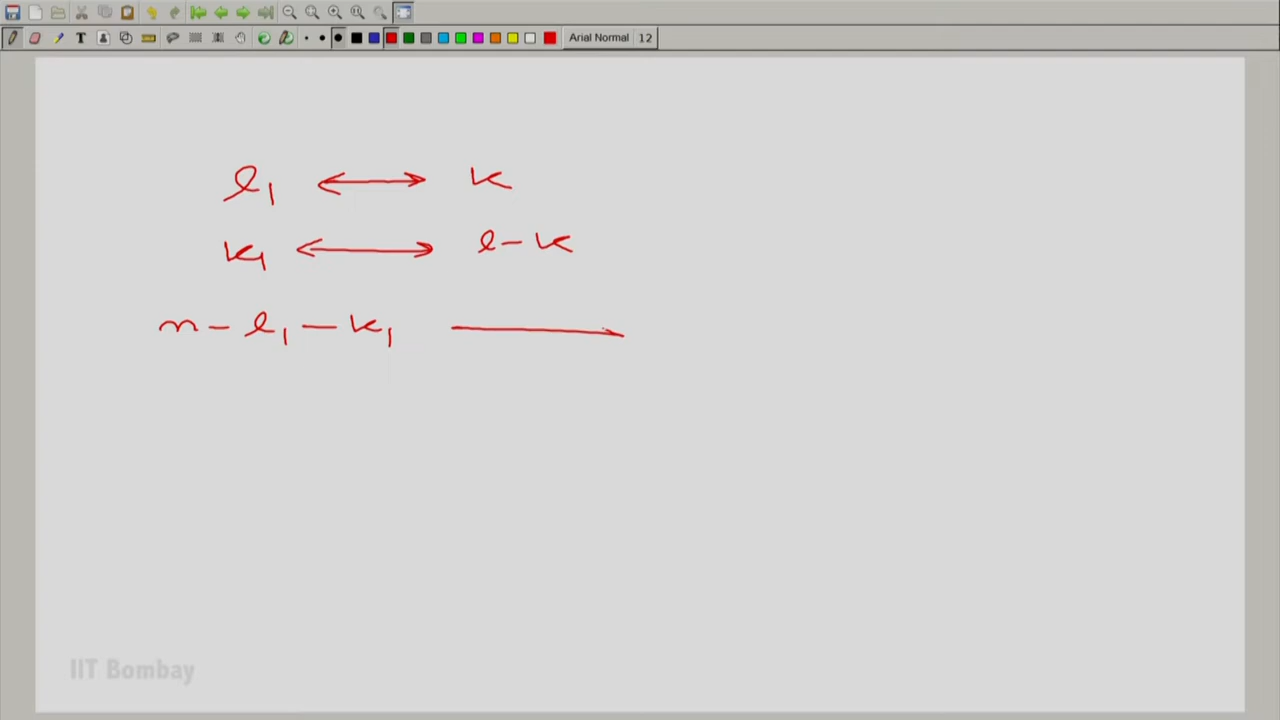 Arial Normal 12
l₁ ⟷ k
k₁ ⟷ l - k
n - l₁ - k₁ ⟶
IIT Bombay